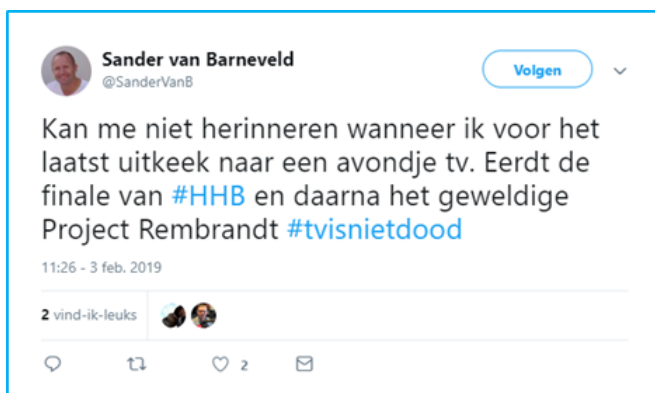 Sander van Barneveld
@SanderVanB
Volgen
Kan me niet herinneren wanneer ik voor het
laatst uitkeek naar een avondje tv. Eerdt de
finale van #HHB en daarna het geweldige
Project Rembrandt #tvisnietdood
11:26 - 3 feb. 2019
2 vind-ik-leuks
2